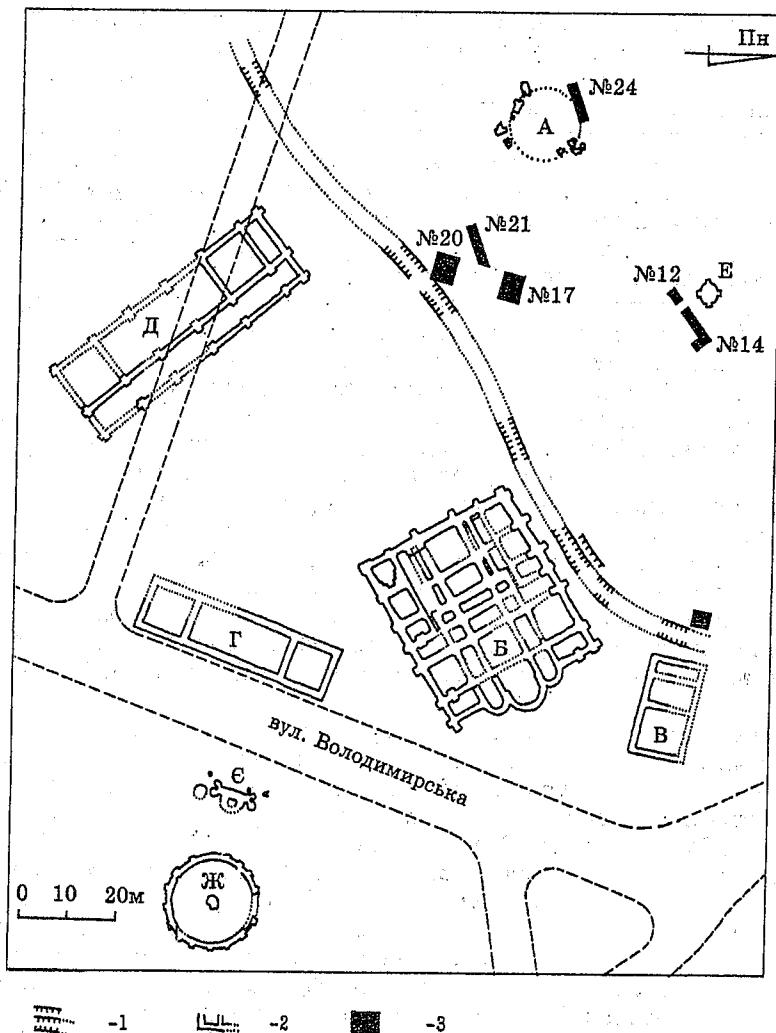 Пн
№24
А
№21
№20
№17
№12
Е
№14
Д
Б
Г
В
вул. Володимирська
Є
Ж
0 10 20м
-1 -2 -3